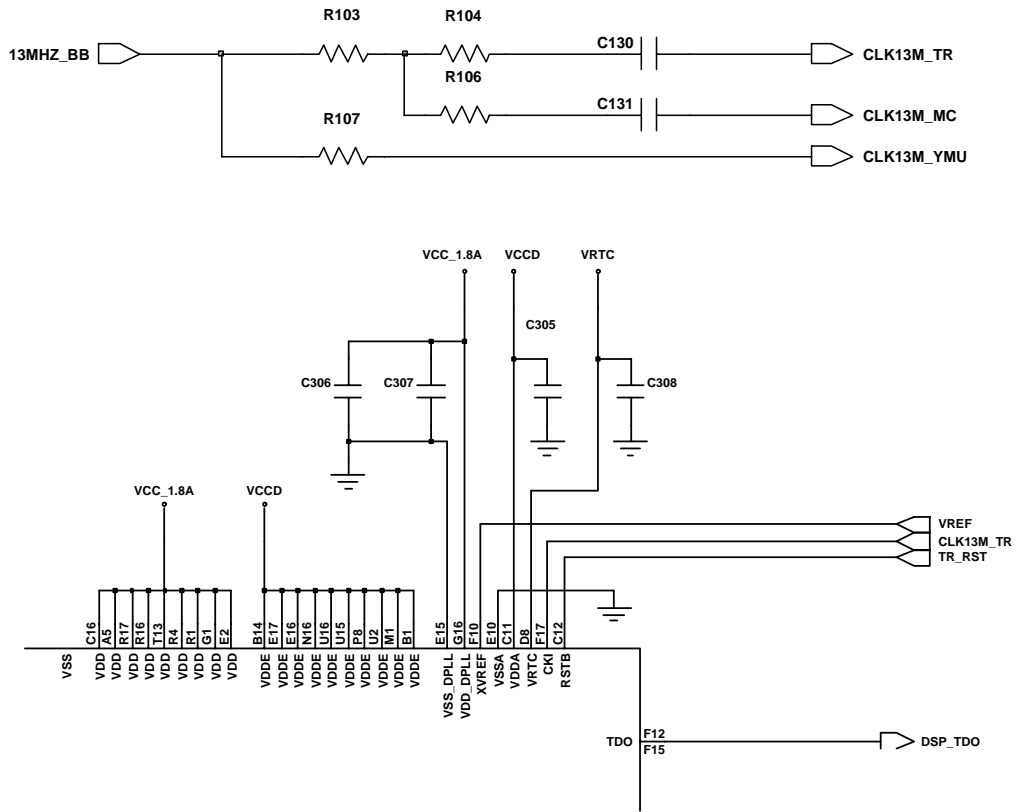 R103
R104
13MHZ_BB
C130
CLK13M_TR
R106
C131
CLK13M_MC
R107
CLK13M_YMU
VCC_1.8A
VCCD
VRTC
C305
C306
C307
C308
VCC_1.8A
VCCD
VREF
CLK13M_TR
TR_RST
C16
A5
R17
R16
T13
R4
R1
G1
E2
B14
E17
E16
N16
U16
U15
P8
U2
M1
B1
E15
G16
F10
E10
C11
D8
F17
C12
VSS
VDD
VDD
VDD
VDD
VDD
VDD
VDD
VDD
VDD
VDDE
VDDE
VDDE
VDDE
VDDE
VDDE
VDDE
VDDE
VDDE
VDDE
VSS_DPLL
VDD_DPLL
XVREF
VSSA
VDDA
VRTC
CKI
RSTB
TDO
F12
F15
DSP_TDO